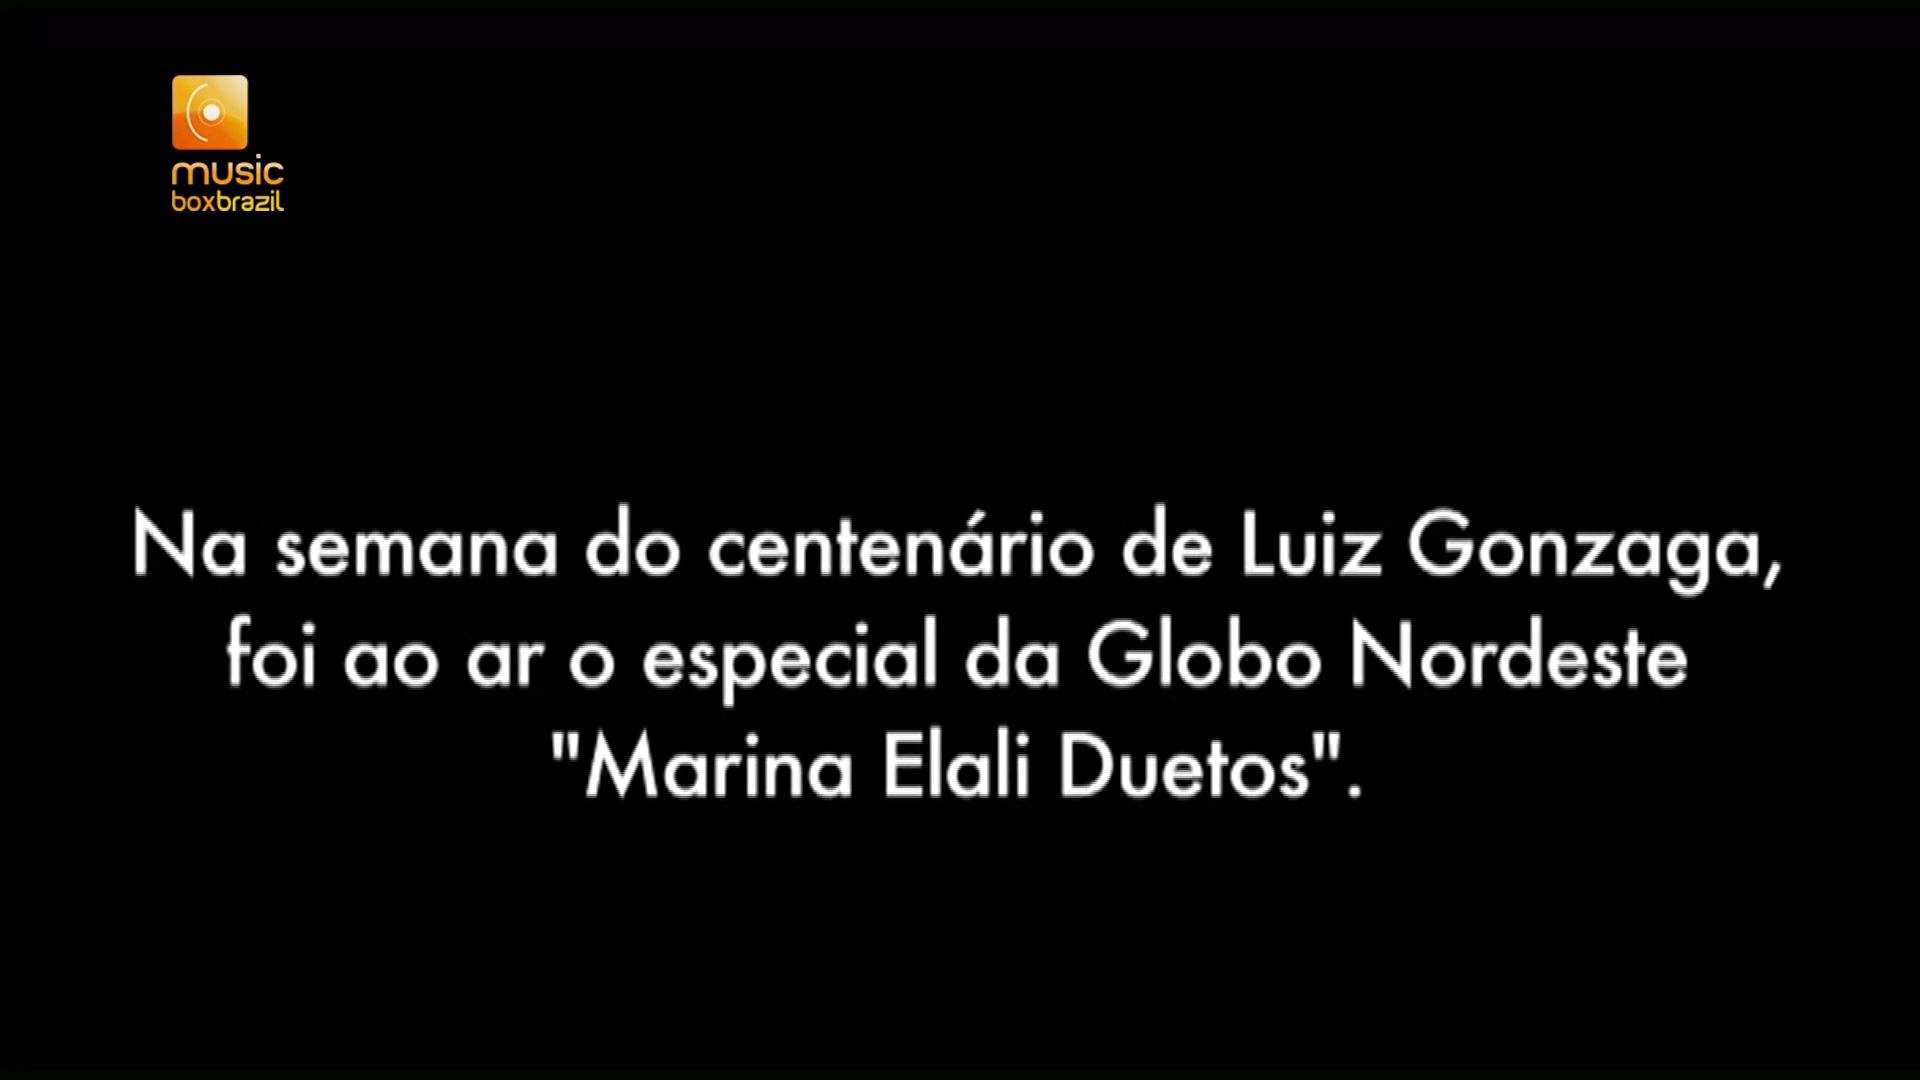 music
boxbrazil
Na semana do centenário de Luiz Gonzaga,
foi ao ar o especial da Globo Nordeste
"Marina Elali Duetos".